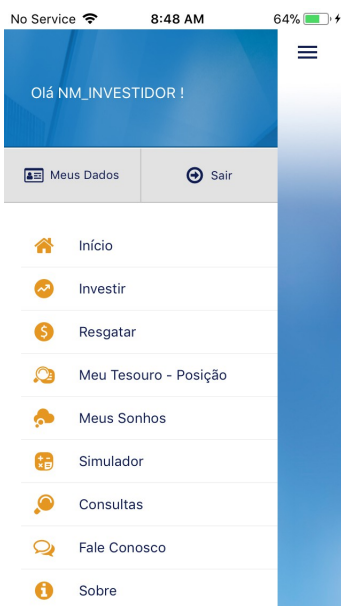 No Service 8:48 AM 64%
Olá NM_INVESTIDOR !
Meus Dados Sair
Início
Investir
Resgatar
Meu Tesouro - Posição
Meus Sonhos
Simulador
Consultas
Fale Conosco
Sobre